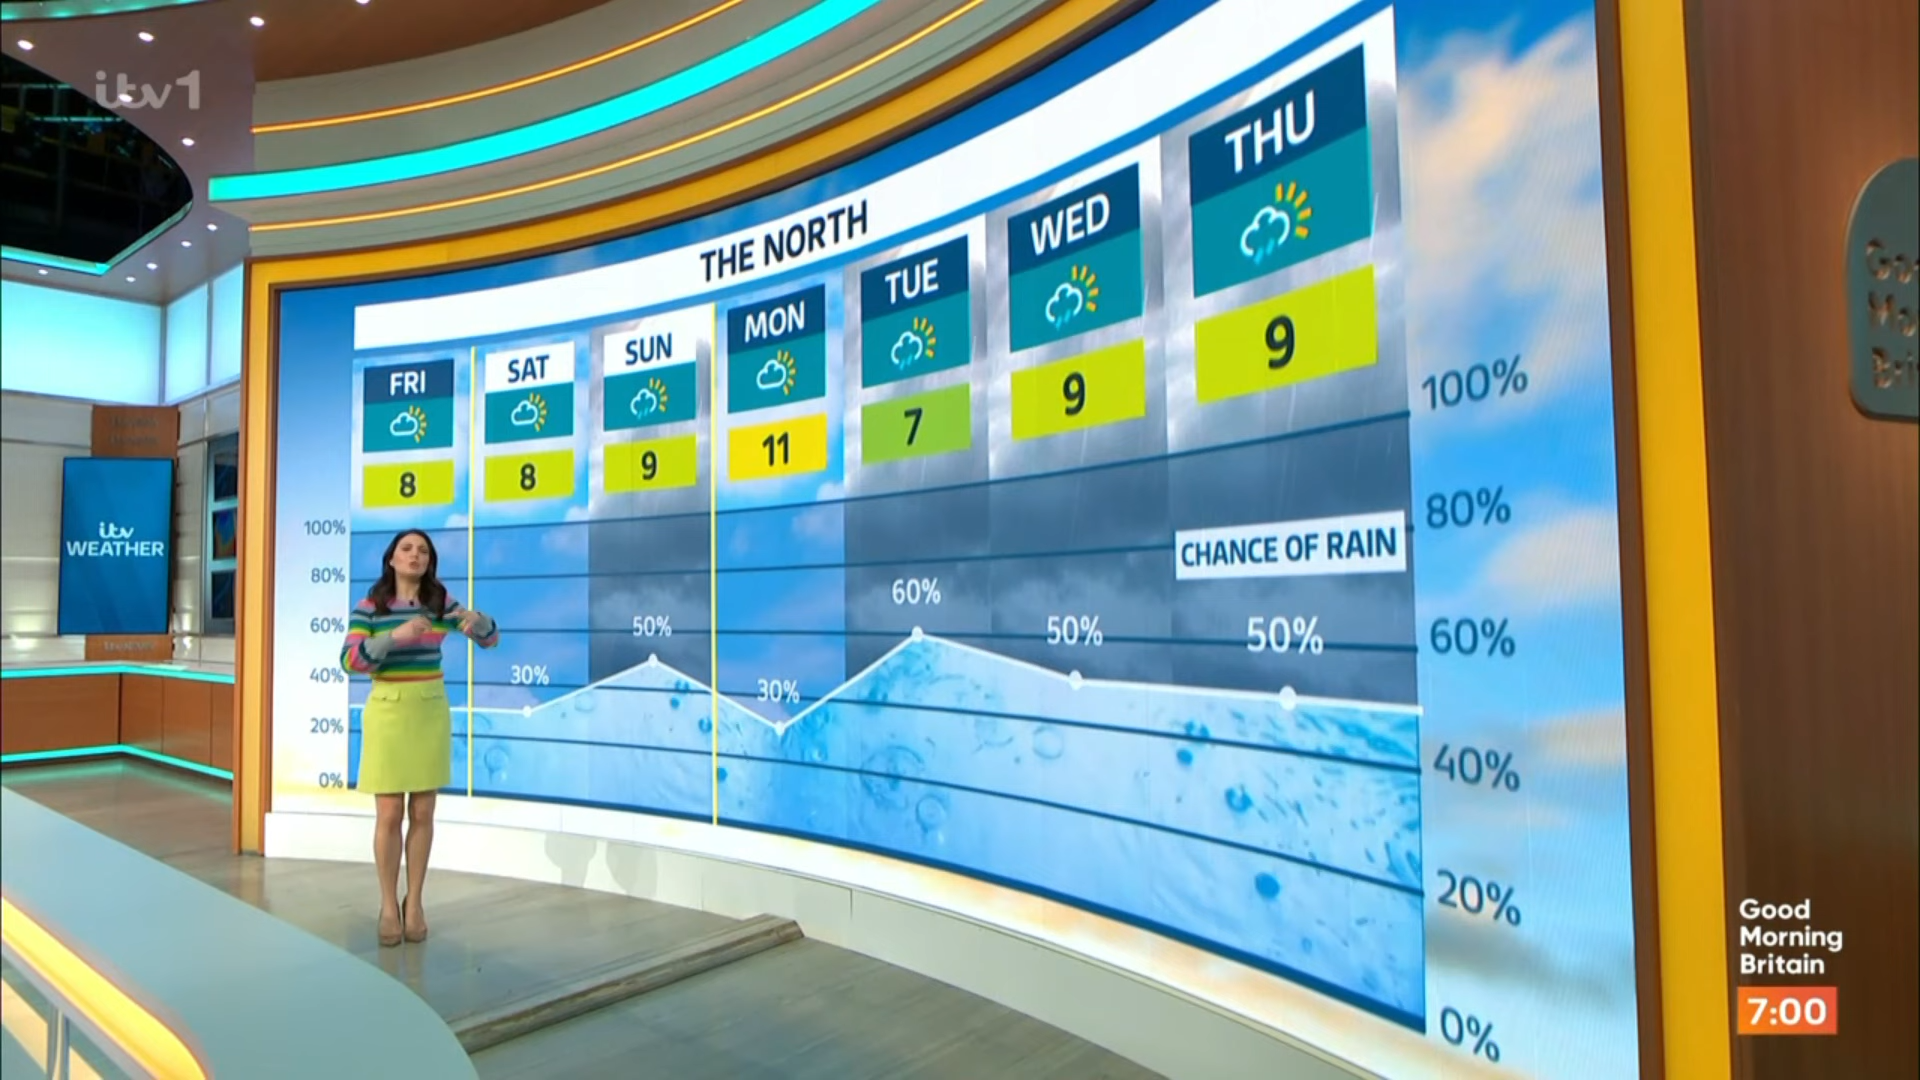 itv1
THE NORTH
FRI
SAT
SUN
MON
TUE
WED
THU
8
8
9
11
7
9
9
100%
80%
60%
40%
20%
0%
30%
50%
30%
60%
50%
50%
CHANCE OF RAIN
100%
80%
60%
40%
20%
0%
itv
WEATHER
Good
Morning
Britain
7:00